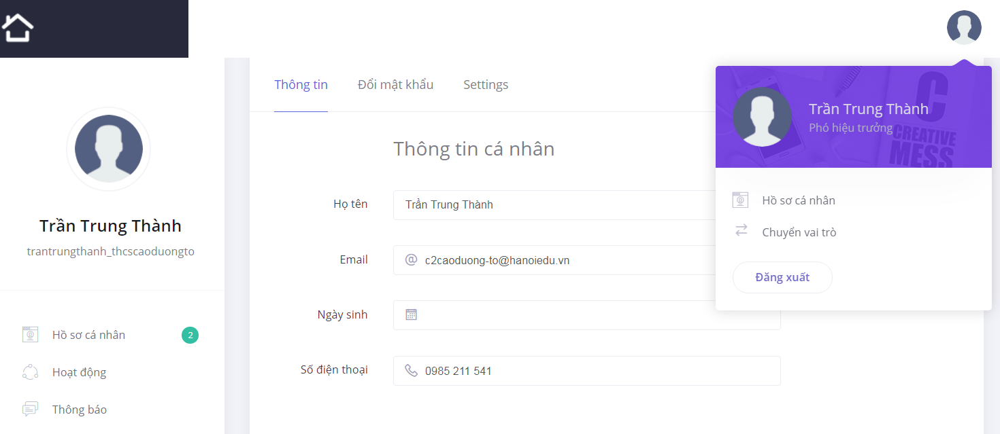 Trần Trung Thành
trantrungthanh_thcscaoduongto
Hồ sơ cá nhân
2
Hoạt động
Thông báo
Thông tin
Đổi mật khẩu
Settings
Thông tin cá nhân
Họ tên
Trần Trung Thành
Email
c2caoduong-to@hanoiedu.vn
Ngày sinh
Số điện thoại
0985 211 541
Trần Trung Thành
Phó hiệu trưởng
C
CREATIVE
MESS
Hồ sơ cá nhân
Chuyển vai trò
Đăng xuất